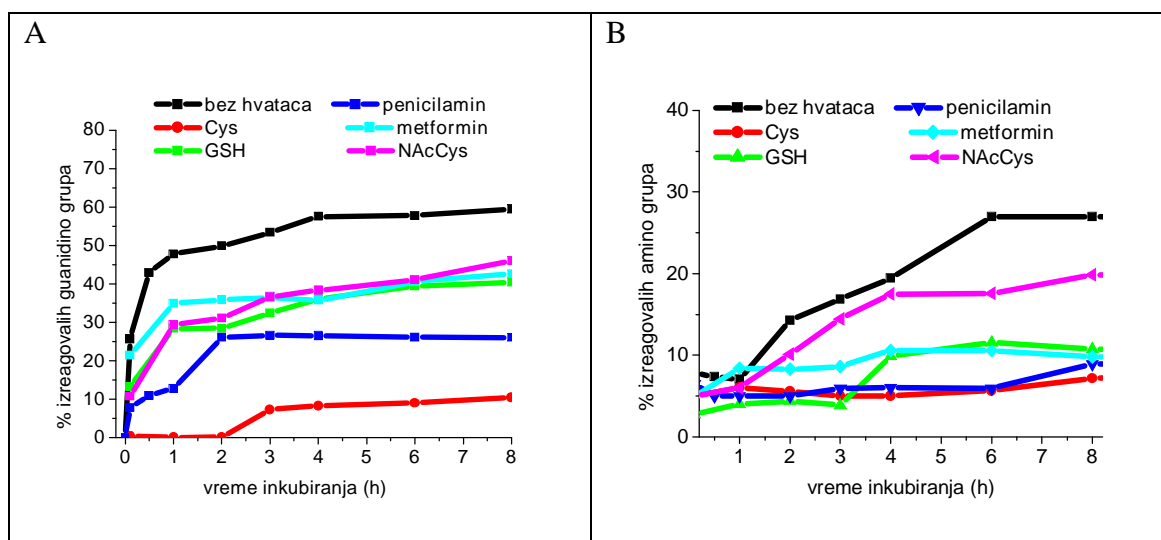 A
bez hvataca penicilamin
Cys metformin
GSH NAcCys
80
70
60
50
40
30
20
10
0
0 1 2 3 4 5 6 7 8
% izreagovalih guanidino grupa
vreme inkubiranja (h)
B
bez hvataca penicilamin
Cys metformin
GSH NAcCys
40
30
20
10
0
1 2 3 4 6 8
% izreagovalih amino grupa
vreme inkubiranja (h)